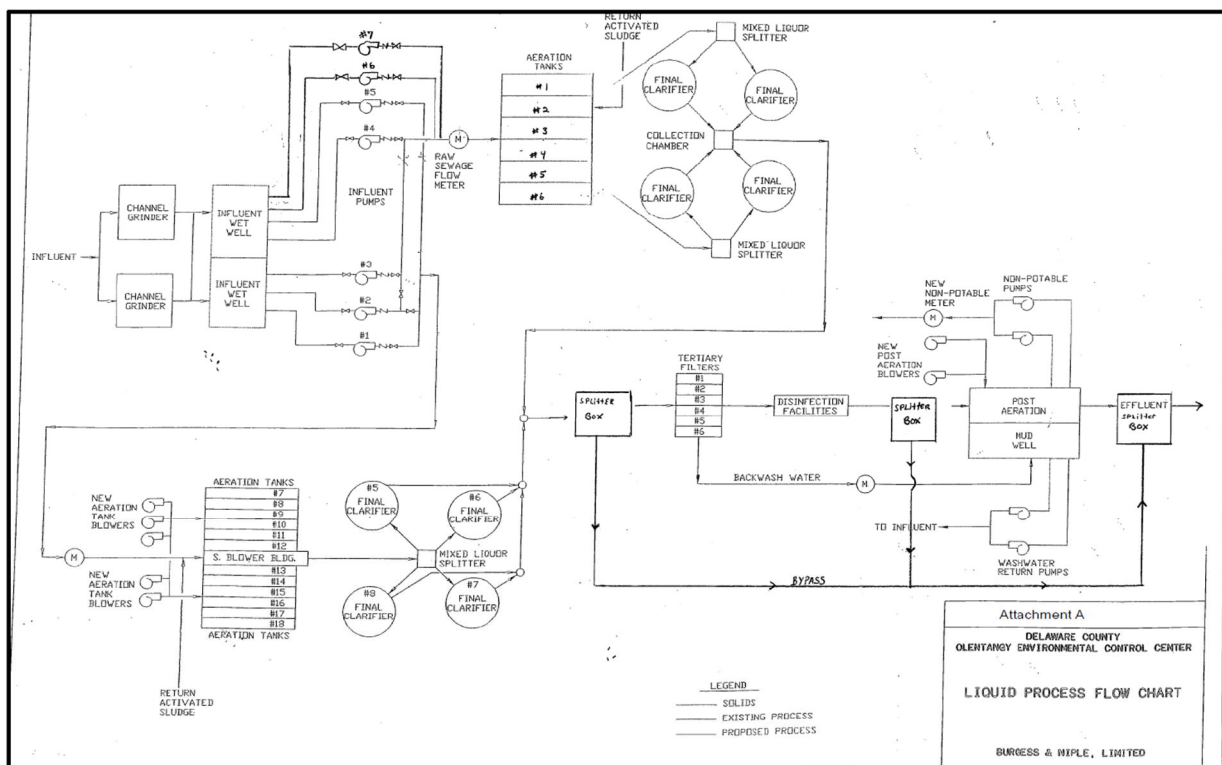 #7
#6
#5
#4
INFLUENT
PUMPS
#3
#2
#1
INFLUENT
CHANNEL
GRINDER
CHANNEL
GRINDER
INFLUENT
WET
WELL
INFLUENT
WET
WELL
M
RAW
SEWAGE
FLOW
METER
RETURN
ACTIVATED
SLUDGE
AERATION
TANKS
#1
#2
#3
#4
#5
#6
MIXED LIQUOR
SPLITTER
FINAL
CLARIFIER
FINAL
CLARIFIER
COLLECTION
CHAMBER
FINAL
CLARIFIER
FINAL
CLARIFIER
MIXED LIQUOR
SPLITTER
NEW
NON-POTABLE
METER
NON-POTABLE
PUMPS
M
NEW
POST
AERATION
BLOWERS
TERTIARY
FILTERS
#1
#2
#3
#4
#5
#6
SPLITTER
BOX
DISINFECTION
FACILITIES
SPLITTER
BOX
POST
AERATION
MUD
WELL
EFFLUENT
SPLITTER
BOX
BACKWASH WATER
M
TO INFLUENT
WASHWATER
RETURN PUMPS
BYPASS
NEW
AERATION
TANK
BLOWERS
NEW
AERATION
TANK
BLOWERS
M
AERATION TANKS
#7
#8
#9
#10
#11
#12
S. BLOWER BLDG.
#13
#14
#15
#16
#17
#18
AERATION TANKS
RETURN
ACTIVATED
SLUDGE
#5
FINAL
CLARIFIER
#6
FINAL
CLARIFIER
MIXED LIQUOR
SPLITTER
#8
FINAL
CLARIFIER
#7
FINAL
CLARIFIER
LEGEND
SOLIDS
EXISTING PROCESS
PROPOSED PROCESS
Attachment A
DELAWARE COUNTY
OLENTANGY ENVIRONMENTAL CONTROL CENTER
LIQUID PROCESS FLOW CHART
BURGESS & NIPLE, LIMITED